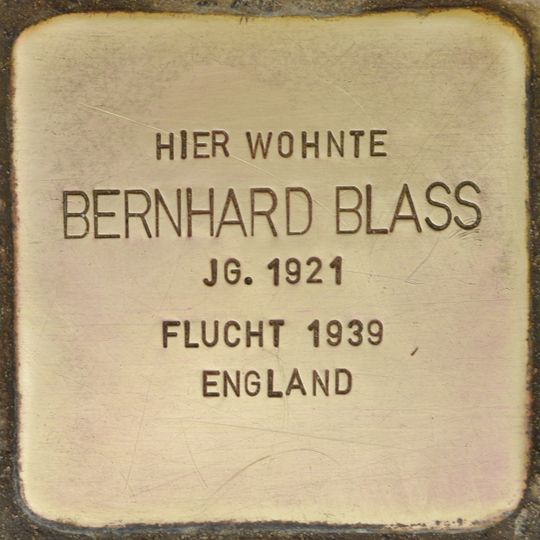 HIER WOHNTE
BERNHARD BLASS
JG. 1921
FLUCHT 1939
ENGLAND